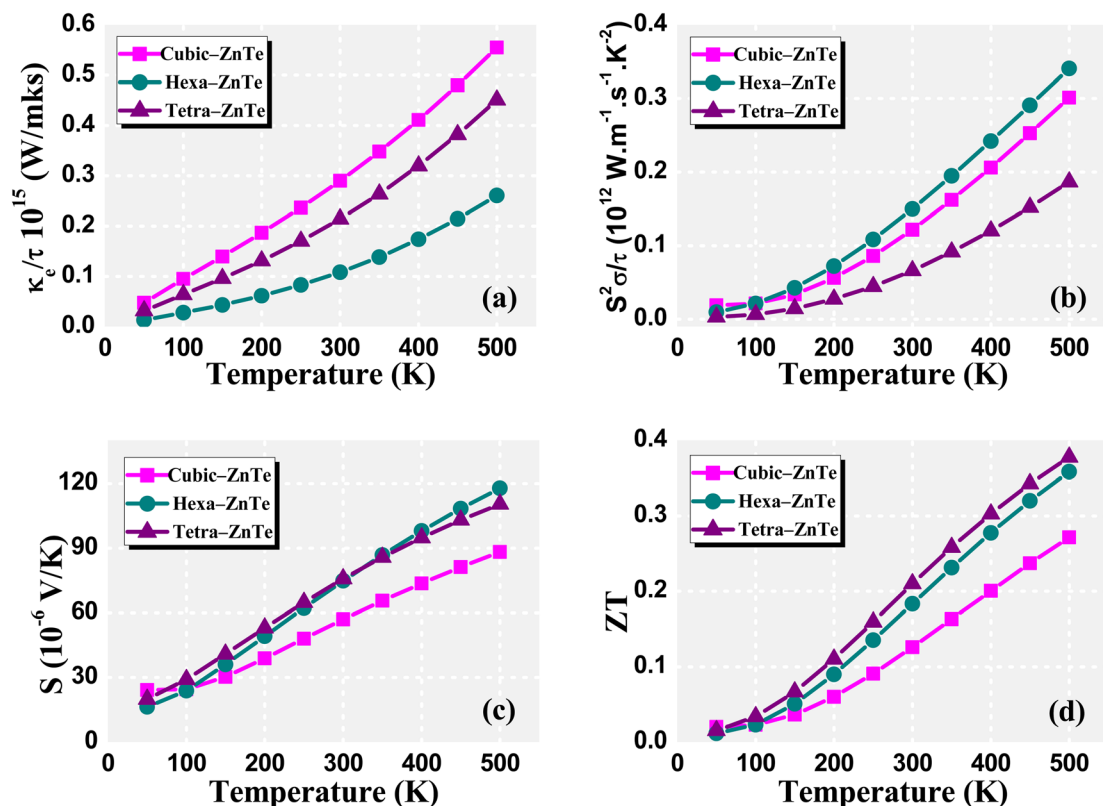 κe/τ 10^15 (W/mks)
0.6
0.5
0.4
0.3
0.2
0.1
0.0
Cubic–ZnTe
Hexa–ZnTe
Tetra–ZnTe
(a)
0 100 200 300 400 500
Temperature (K)
S²σ/τ (10¹² W.m⁻¹.s⁻¹.K⁻²)
0.4
0.3
0.2
0.1
0.0
Cubic–ZnTe
Hexa–ZnTe
Tetra–ZnTe
(b)
0 100 200 300 400 500
Temperature (K)
S (10⁻⁶ V/K)
120
90
60
30
0
Cubic–ZnTe
Hexa–ZnTe
Tetra–ZnTe
(c)
0 100 200 300 400 500
Temperature (K)
ZT
0.4
0.3
0.2
0.1
0.0
Cubic–ZnTe
Hexa–ZnTe
Tetra–ZnTe
(d)
0 100 200 300 400 500
Temperature (K)